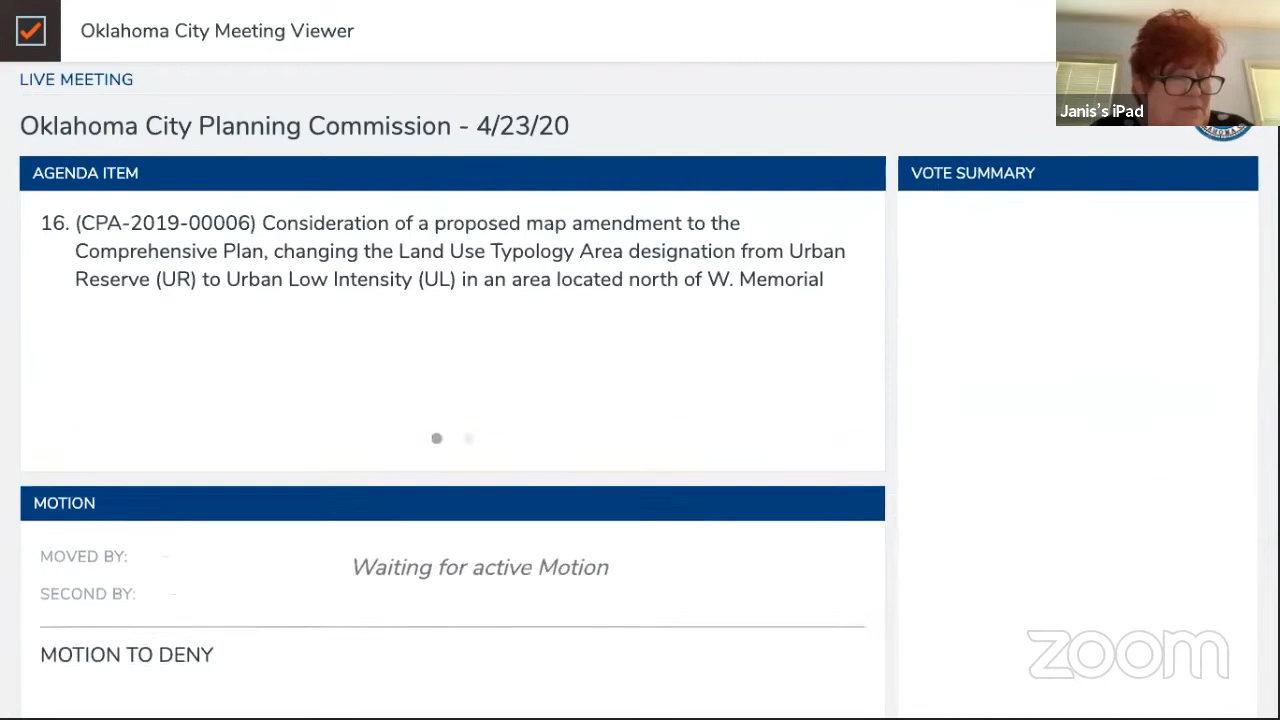 Oklahoma City Meeting Viewer
LIVE MEETING
Janis’s iPad
Oklahoma City Planning Commission - 4/23/20
AGENDA ITEM
16. (CPA-2019-00006) Consideration of a proposed map amendment to the
Comprehensive Plan, changing the Land Use Typology Area designation from Urban
Reserve (UR) to Urban Low Intensity (UL) in an area located north of W. Memorial
VOTE SUMMARY
MOTION
MOVED BY: -
Waiting for active Motion
SECOND BY: -
MOTION TO DENY
zoom